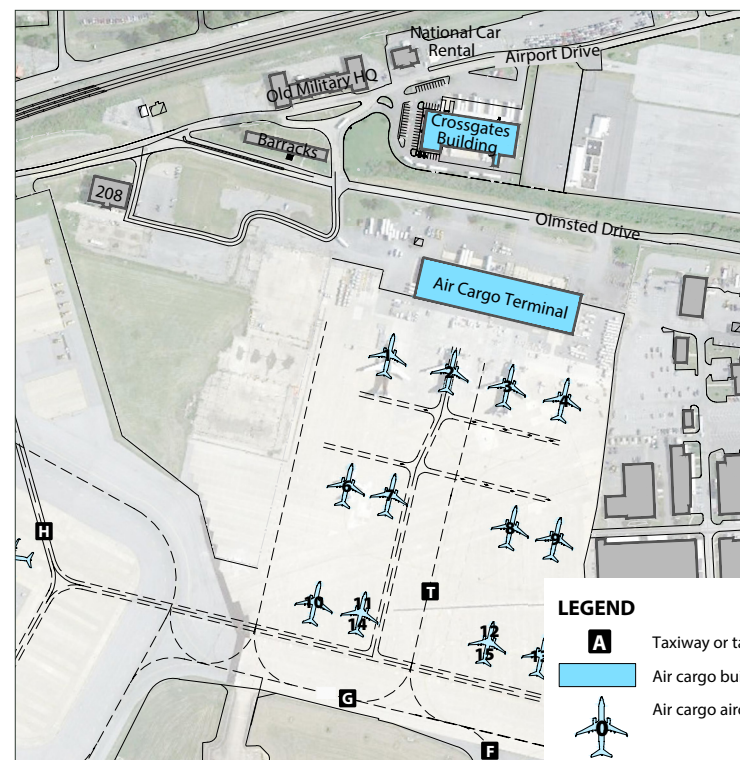 National Car
Rental
Airport Drive
Old Military HQ
Crossgates
Building
Barracks
208
Olmsted Drive
Air Cargo Terminal
1
2
3
4
6
7
8
9
H
T
10
11
14
12
15
13
G
F
LEGEND
A
Taxiway or ta
Air cargo bu
Air cargo airc
0